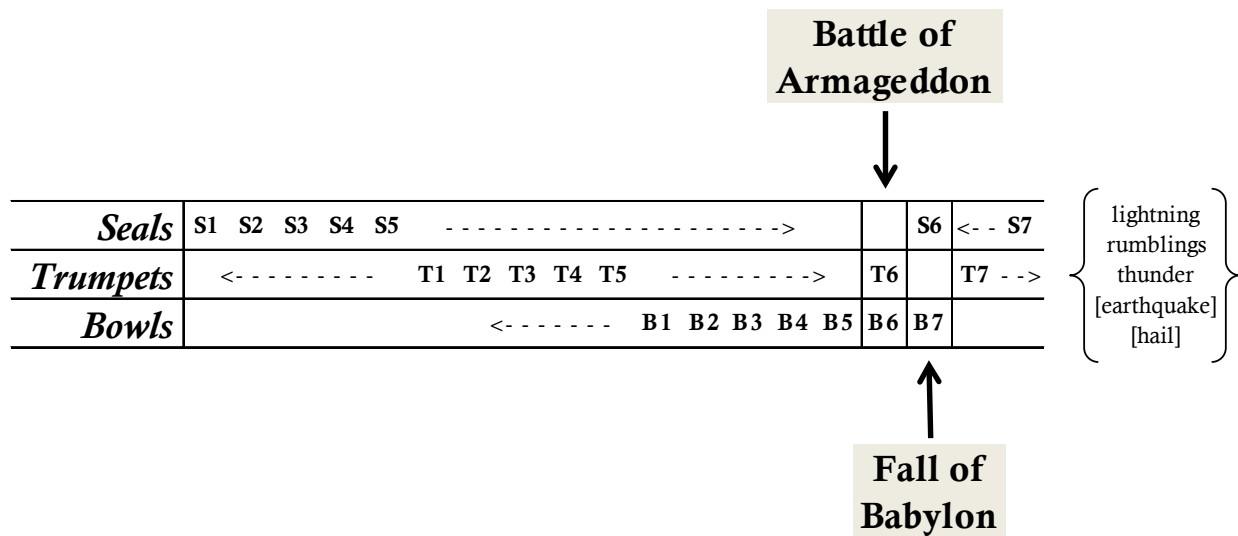 Battle of
Armageddon
Seals S1 S2 S3 S4 S5 - - - - - - - - - - - - - - - - - - - - - -> S6 <- - S7
Trumpets <- - - - - - - - - T1 T2 T3 T4 T5 - - - - - - - - -> T6 T7 - ->
Bowls <- - - - - - - B1 B2 B3 B4 B5 B6 B7
lightning
rumblings
thunder
[earthquake]
[hail]
Fall of
Babylon